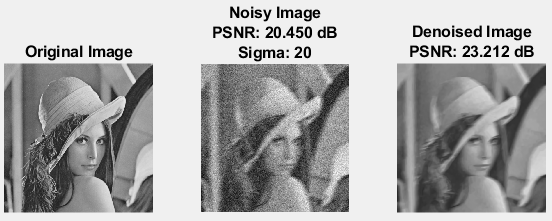 Original Image
Noisy Image
PSNR: 20.450 dB
Sigma: 20
Denoised Image
PSNR: 23.212 dB